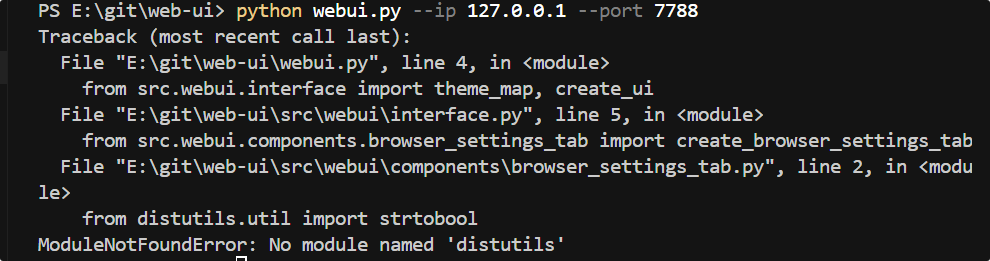 PS E:\git\web-ui> python webui.py --ip 127.0.0.1 --port 7788
Traceback (most recent call last):
  File "E:\git\web-ui\webui.py", line 4, in <module>
    from src.webui.interface import theme_map, create_ui
  File "E:\git\web-ui\src\webui\interface.py", line 5, in <module>
    from src.webui.components.browser_settings_tab import create_browser_settings_tab
  File "E:\git\web-ui\src\webui\components\browser_settings_tab.py", line 2, in <modu
le>
    from distutils.util import strtobool
ModuleNotFoundError: No module named 'distutils'